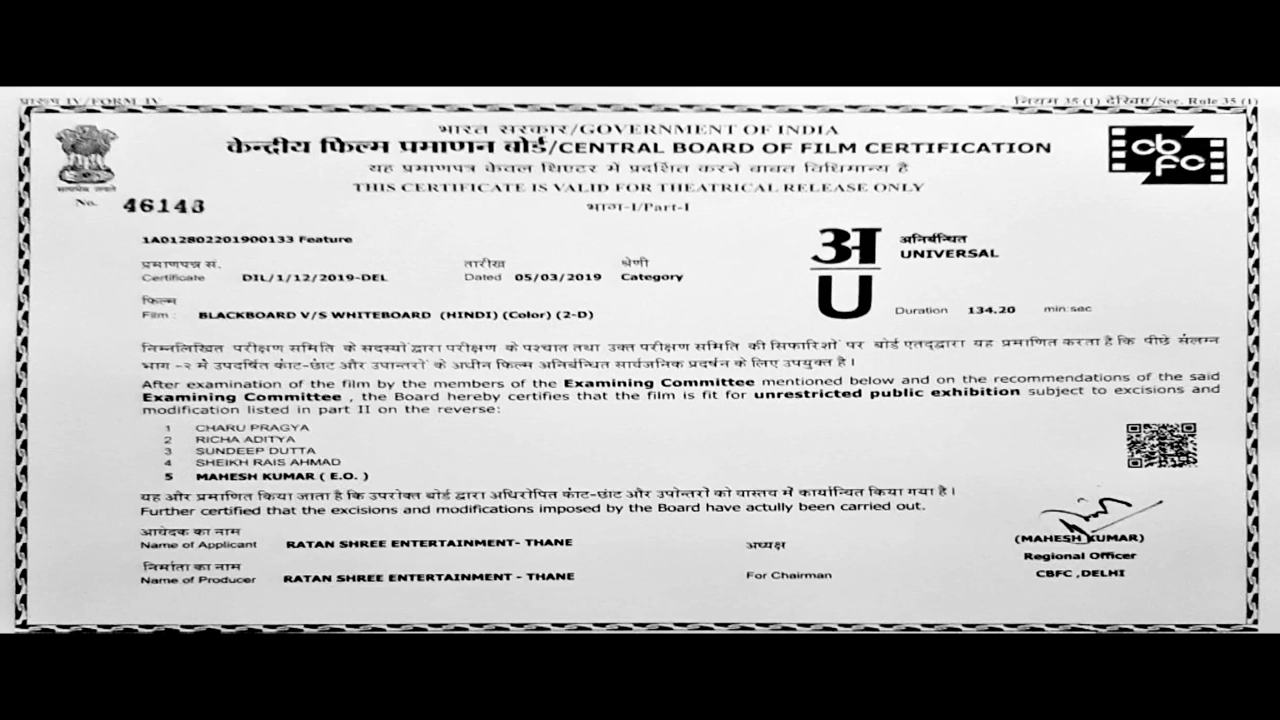 प्रारूप IV/FORM IV
नियम 35 (1) देखिए/Sec. Rule 35 (1)
भारत सरकार/GOVERNMENT OF INDIA
केन्द्रीय फिल्म प्रमाणन बोर्ड/CENTRAL BOARD OF FILM CERTIFICATION
यह प्रमाणपत्र केवल थिएटर में प्रदर्शित करने बाबत विधिमान्य है
THIS CERTIFICATE IS VALID FOR THEATRICAL RELEASE ONLY
भाग-I/Part-I
सत्यमेव जयते
No. 46143
cbfc
1A012802201900133 Feature
अ
U
अनिर्बन्धित
UNIVERSAL
प्रमाणपत्र सं. तारीख श्रेणी
Certificate DIL/1/12/2019-DEL Dated 05/03/2019 Category
फिल्म
Film : BLACKBOARD V/S WHITEBOARD (HINDI) (Color) (2-D)
Duration 134.20 min:sec
निम्नलिखित परीक्षण समिति के सदस्यों द्वारा परीक्षण के पश्चात तथा उक्त परीक्षण समिति की सिफारिशों पर बोर्ड एतद्द्वारा यह प्रमाणित करता है कि पीछे संलग्न
भाग -२ में उपदर्षित कांट-छांट और उपान्तरों के अधीन फिल्म अनिर्बन्धित सार्वजनिक प्रदर्षन के लिए उपयुक्त है।
After examination of the film by the members of the Examining Committee mentioned below and on the recommendations of the said
Examining Committee , the Board hereby certifies that the film is fit for unrestricted public exhibition subject to excisions and
modification listed in part II on the reverse:
1 CHARU PRAGYA
2 RICHA ADITYA
3 SUNDEEP DUTTA
4 SHEIKH RAIS AHMAD
5 MAHESH KUMAR ( E.O. )
यह और प्रमाणित किया जाता है कि उपरोक्त बोर्ड द्वारा अधिरोपित कांट-छांट और उपांन्तरों को वास्तव में कार्यान्वित किया गया है।
Further certified that the excisions and modifications imposed by the Board have actully been carried out.
आवेदक का नाम
Name of Applicant RATAN SHREE ENTERTAINMENT- THANE
निर्माता का नाम
Name of Producer RATAN SHREE ENTERTAINMENT - THANE
अध्यक्ष
For Chairman
(MAHESH KUMAR)
Regional Officer
CBFC ,DELHI